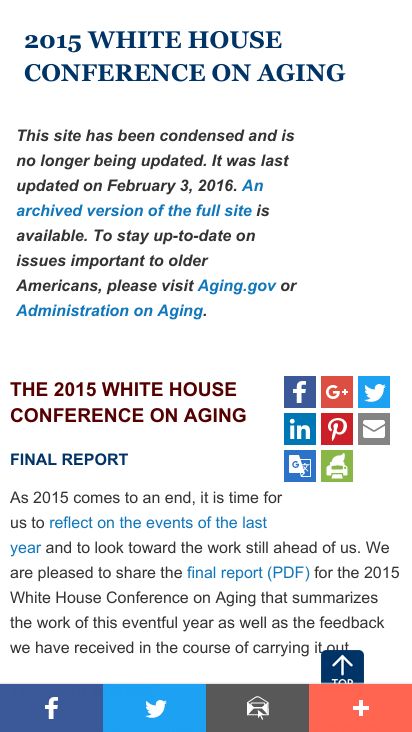 2015 WHITE HOUSE
CONFERENCE ON AGING
This site has been condensed and is
no longer being updated. It was last
updated on February 3, 2016. An
archived version of the full site is
available. To stay up-to-date on
issues important to older
Americans, please visit Aging.gov or
Administration on Aging.
THE 2015 WHITE HOUSE
CONFERENCE ON AGING
FINAL REPORT
As 2015 comes to an end, it is time for
us to reflect on the events of the last
year and to look toward the work still ahead of us. We
are pleased to share the final report (PDF) for the 2015
White House Conference on Aging that summarizes
the work of this eventful year as well as the feedback
we have received in the course of carrying it out.
TOP